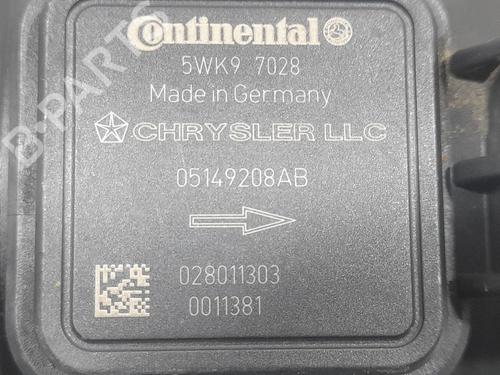 Continental
5WK9 7028
Made in Germany
CHRYSLER LLC
05149208AB
028011303
0011381
B-PARTS